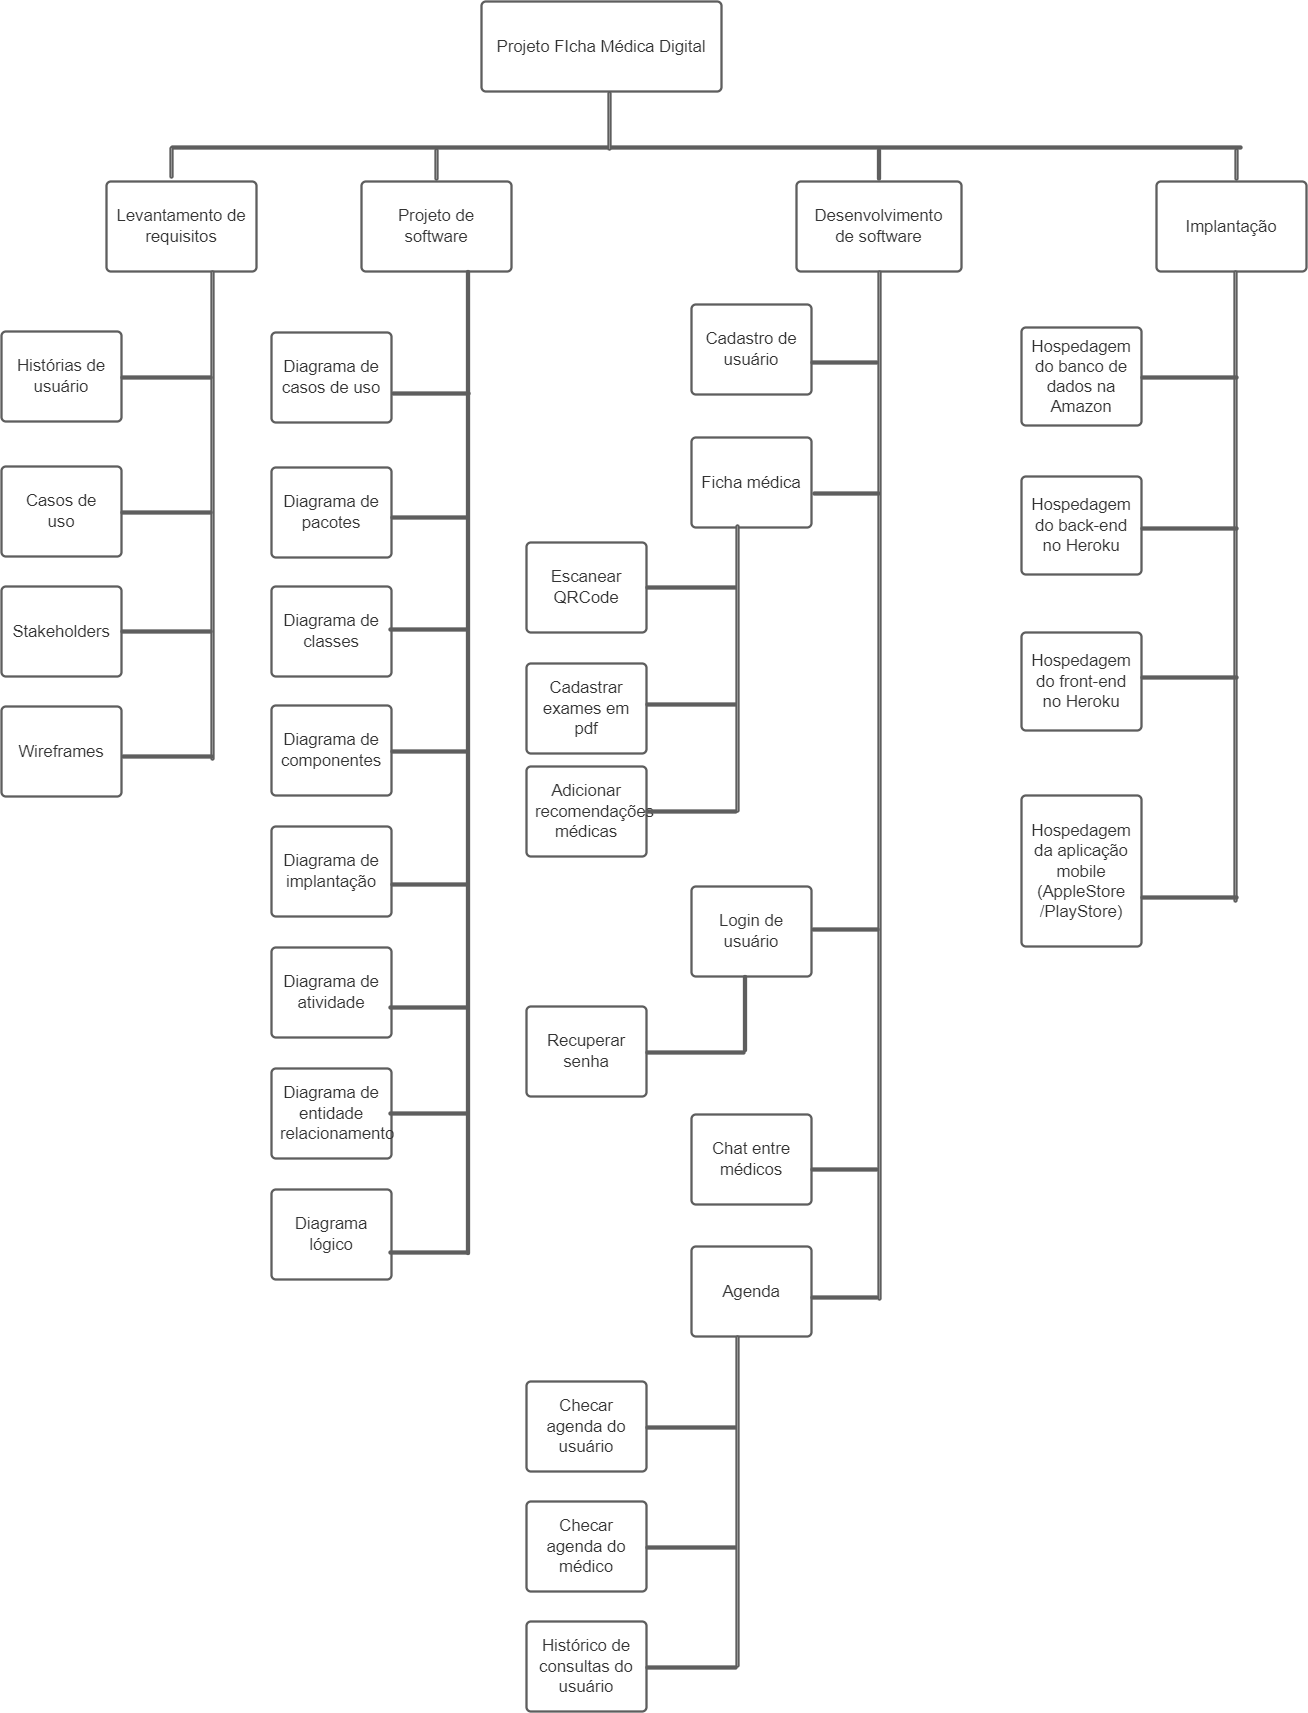 Projeto FIcha Médica Digital
Levantamento de
requisitos
Histórias de
usuário
Casos de
uso
Stakeholders
Wireframes
Projeto de
software
Diagrama de
casos de uso
Diagrama de
pacotes
Diagrama de
classes
Diagrama de
componentes
Diagrama de
implantação
Diagrama de
atividade
Diagrama de
entidade
relacionamento
Diagrama
lógico
Desenvolvimento
de software
Cadastro de
usuário
Ficha médica
Escanear
QRCode
Cadastrar
exames em
pdf
Adicionar
recomendações
médicas
Login de
usuário
Recuperar
senha
Chat entre
médicos
Agenda
Checar
agenda do
usuário
Checar
agenda do
médico
Histórico de
consultas do
usuário
Implantação
Hospedagem
do banco de
dados na
Amazon
Hospedagem
do back-end
no Heroku
Hospedagem
do front-end
no Heroku
Hospedagem
da aplicação
mobile
(AppleStore
/PlayStore)